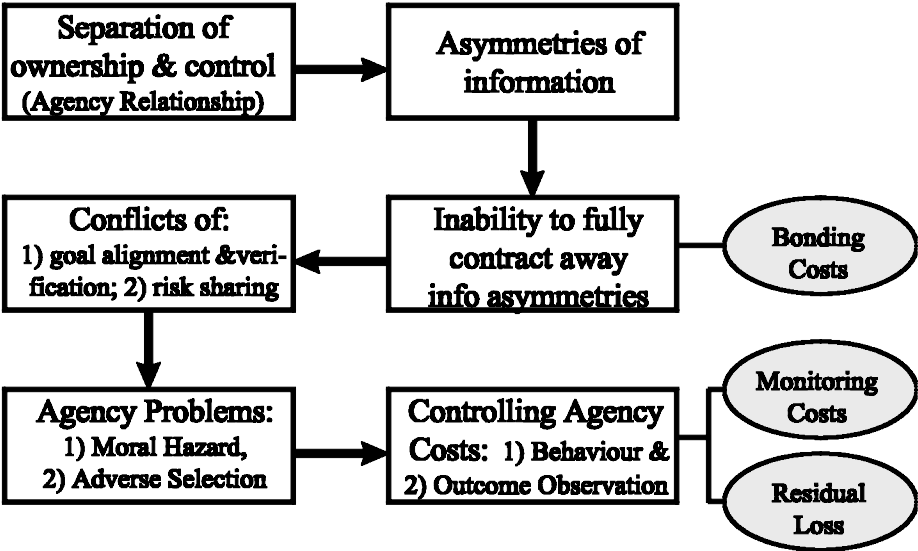 Separation of
ownership & control
(Agency Relationship)
Asymmetries of
information
Inability to fully
contract away
info asymmetries
Bonding
Costs
Conflicts of:
1) goal alignment &veri-
fication; 2) risk sharing
Agency Problems:
1) Moral Hazard,
2) Adverse Selection
Controlling Agency
Costs: 1) Behaviour &
2) Outcome Observation
Monitoring
Costs
Residual
Loss